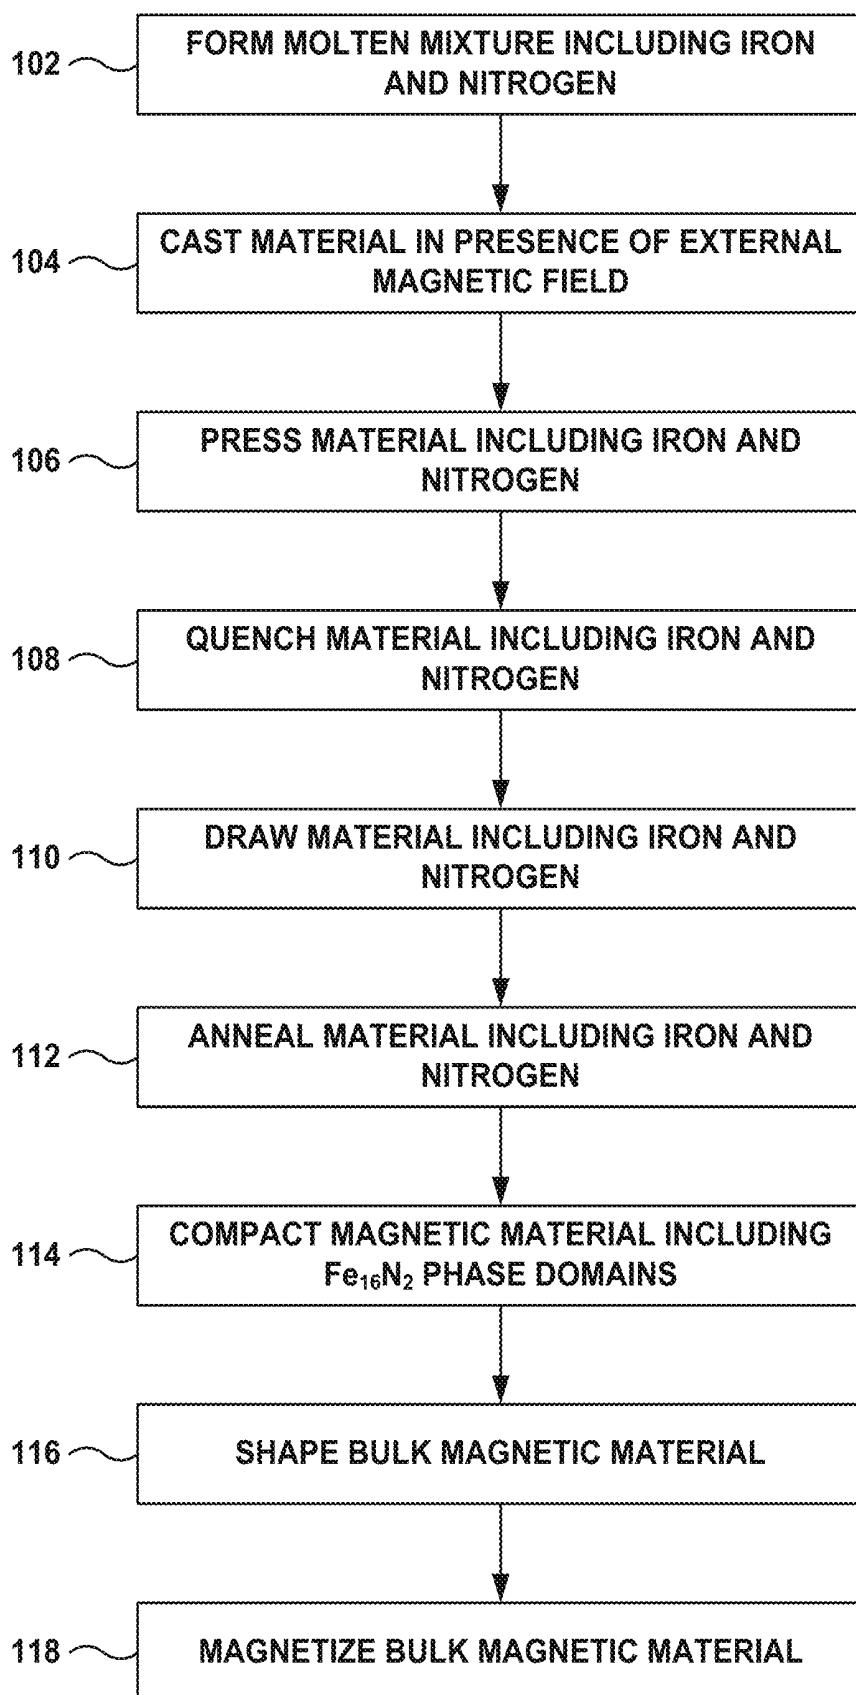 102
FORM MOLTEN MIXTURE INCLUDING IRON
AND NITROGEN
104
CAST MATERIAL IN PRESENCE OF EXTERNAL
MAGNETIC FIELD
106
PRESS MATERIAL INCLUDING IRON AND
NITROGEN
108
QUENCH MATERIAL INCLUDING IRON AND
NITROGEN
110
DRAW MATERIAL INCLUDING IRON AND
NITROGEN
112
ANNEAL MATERIAL INCLUDING IRON AND
NITROGEN
114
COMPACT MAGNETIC MATERIAL INCLUDING
Fe₁₆N₂ PHASE DOMAINS
116
SHAPE BULK MAGNETIC MATERIAL
118
MAGNETIZE BULK MAGNETIC MATERIAL